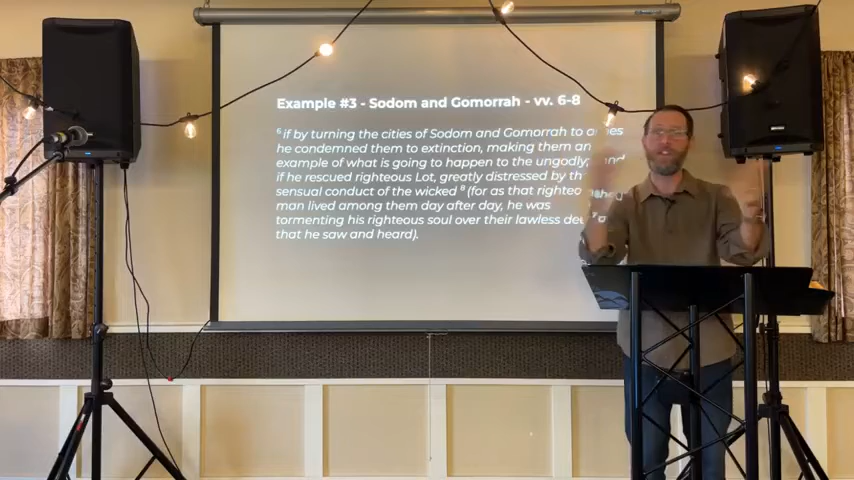 Example #3 - Sodom and Gomorrah - vv. 6-8
6 if by turning the cities of Sodom and Gomorrah to
he condemned them to extinction, making them an
example of what is going to happen to the ungodly; and
if he rescued righteous Lot, greatly distressed by
sensual conduct of the wicked 8 (for as that
man lived among them day after day, he was
tormenting his righteous soul over their lawless
that he saw and heard).